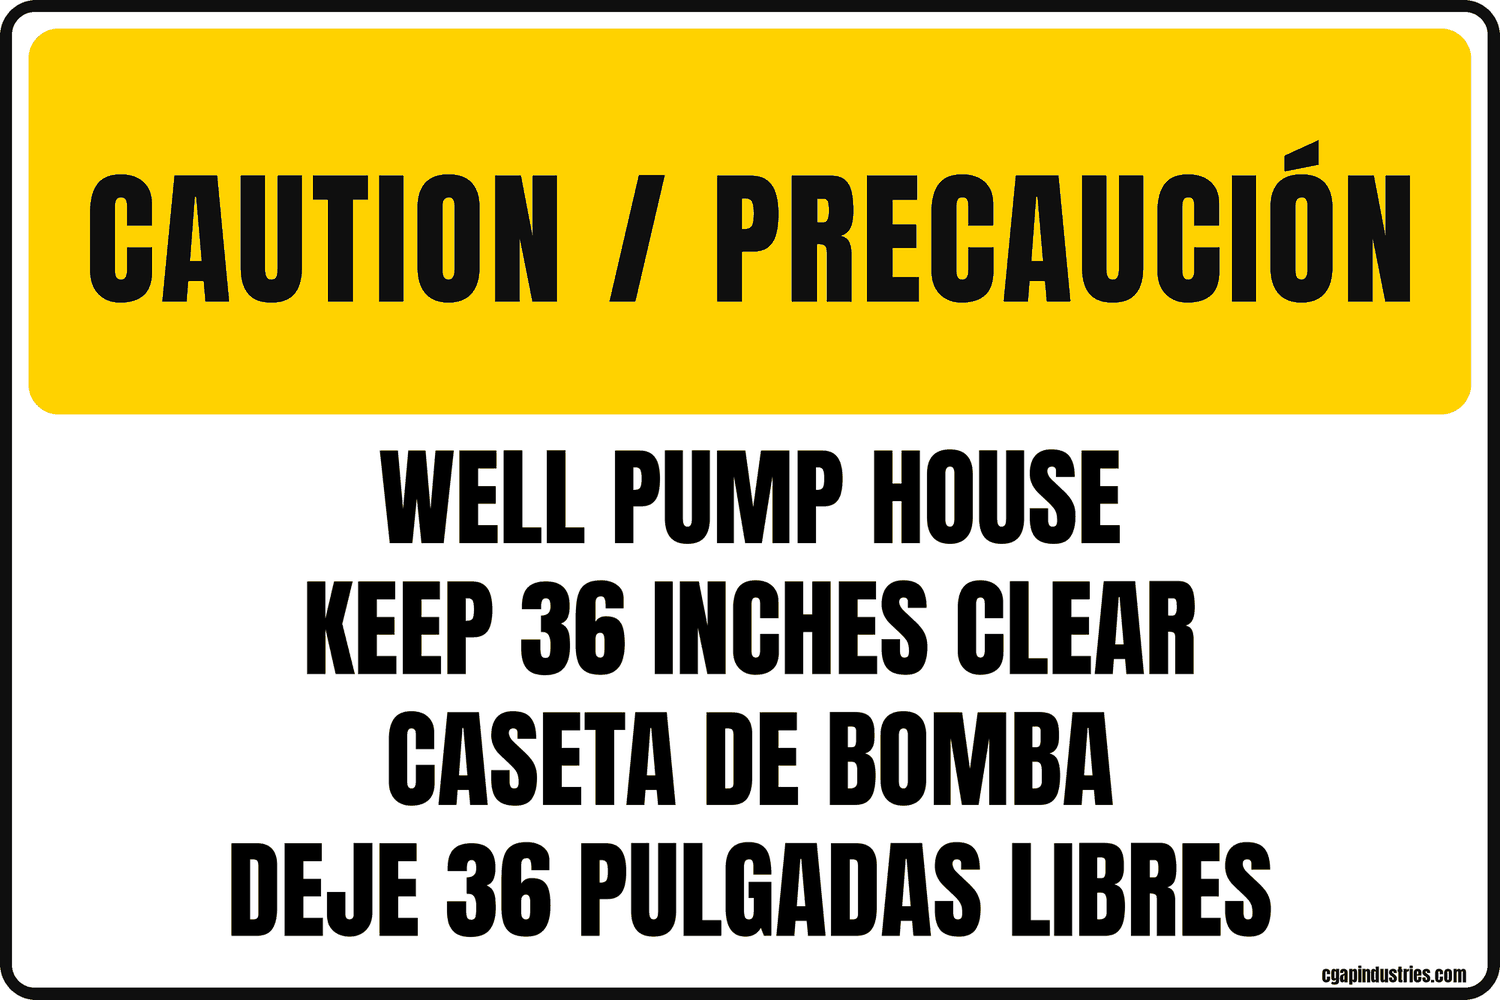 CAUTION / PRECAUCIÓN
WELL PUMP HOUSE
KEEP 36 INCHES CLEAR
CASETA DE BOMBA
DEJE 36 PULGADAS LIBRES
cgapindustries.com